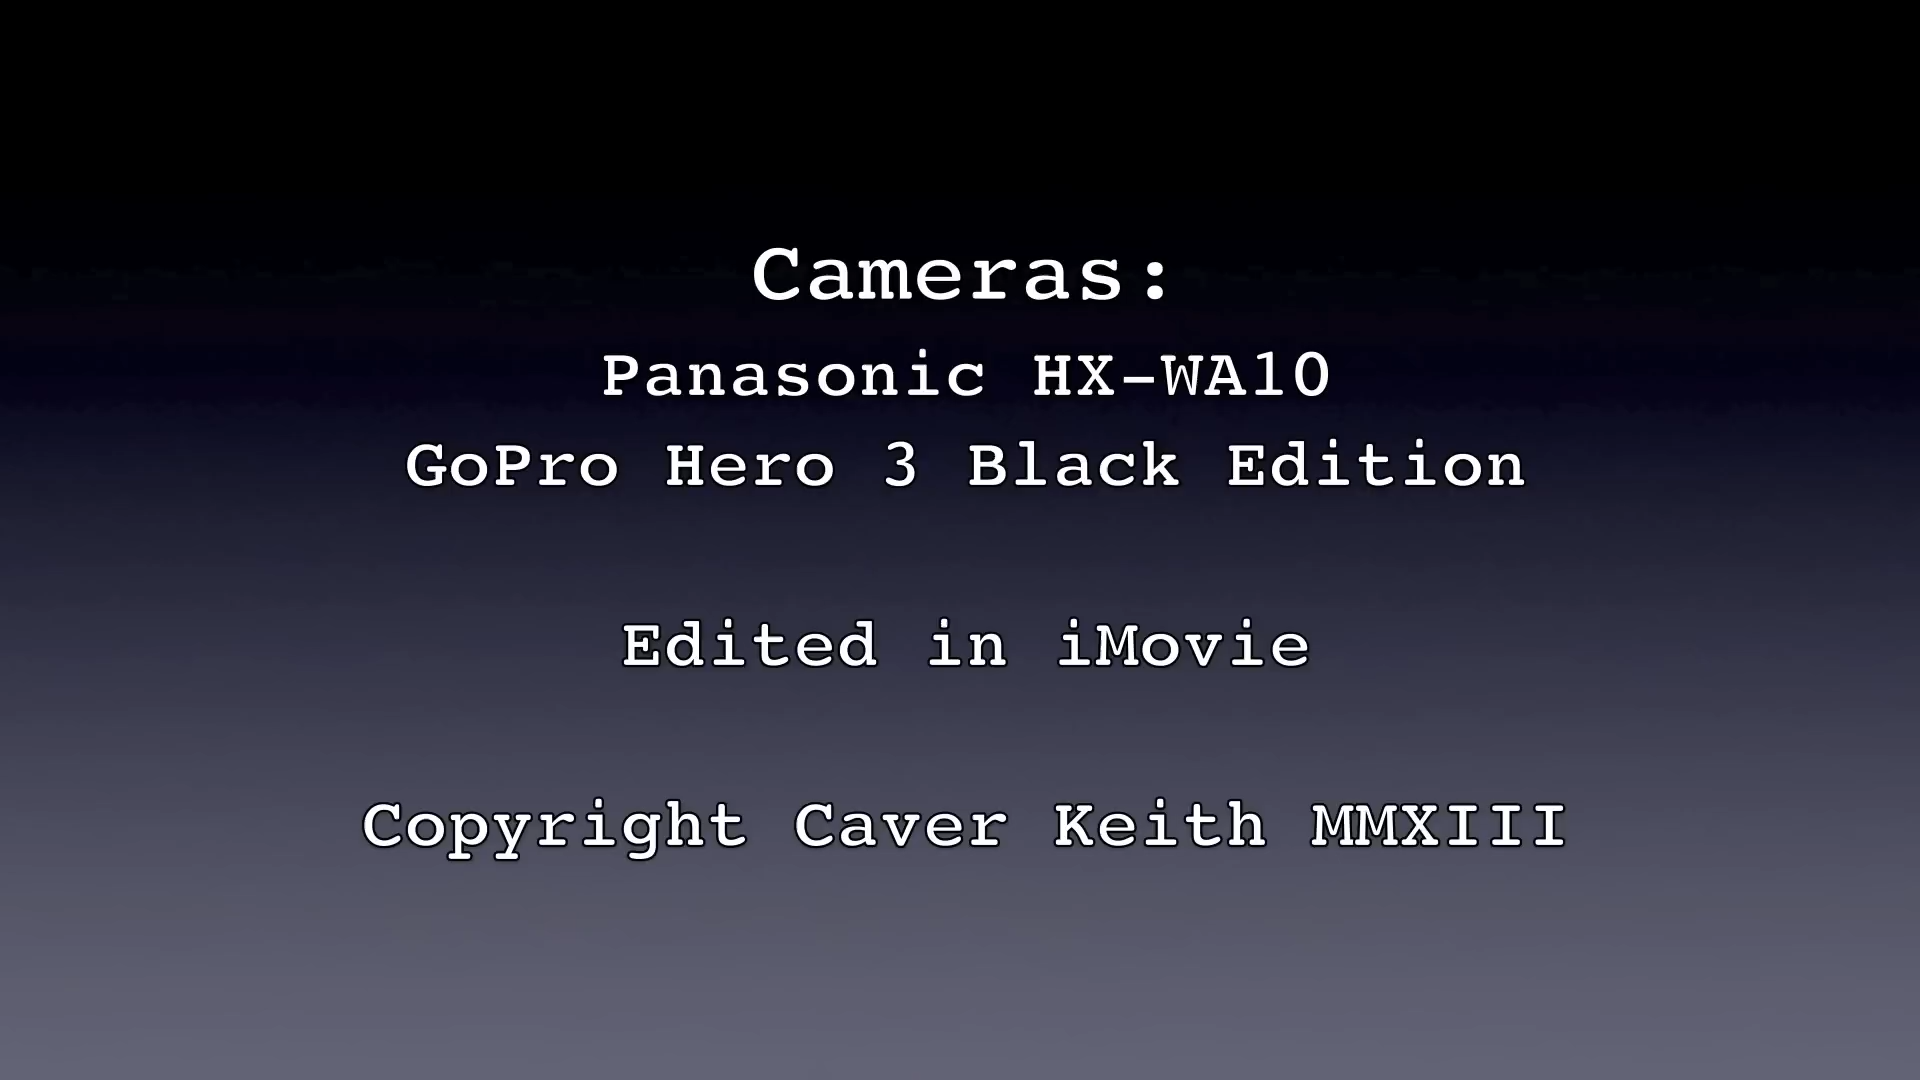 Cameras:
Panasonic HX-WA10
GoPro Hero 3 Black Edition
Edited in iMovie
Copyright Caver Keith MMXIII